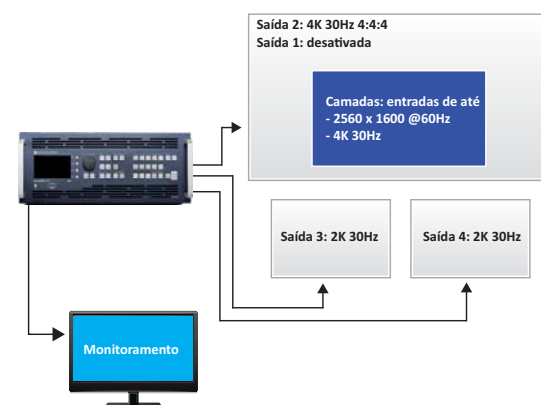 Saída 2: 4K 30Hz 4:4:4
Saída 1: desativada
Camadas: entradas de até
- 2560 x 1600 @60Hz
- 4K 30Hz
Saída 3: 2K 30Hz
Saída 4: 2K 30Hz
Monitoramento